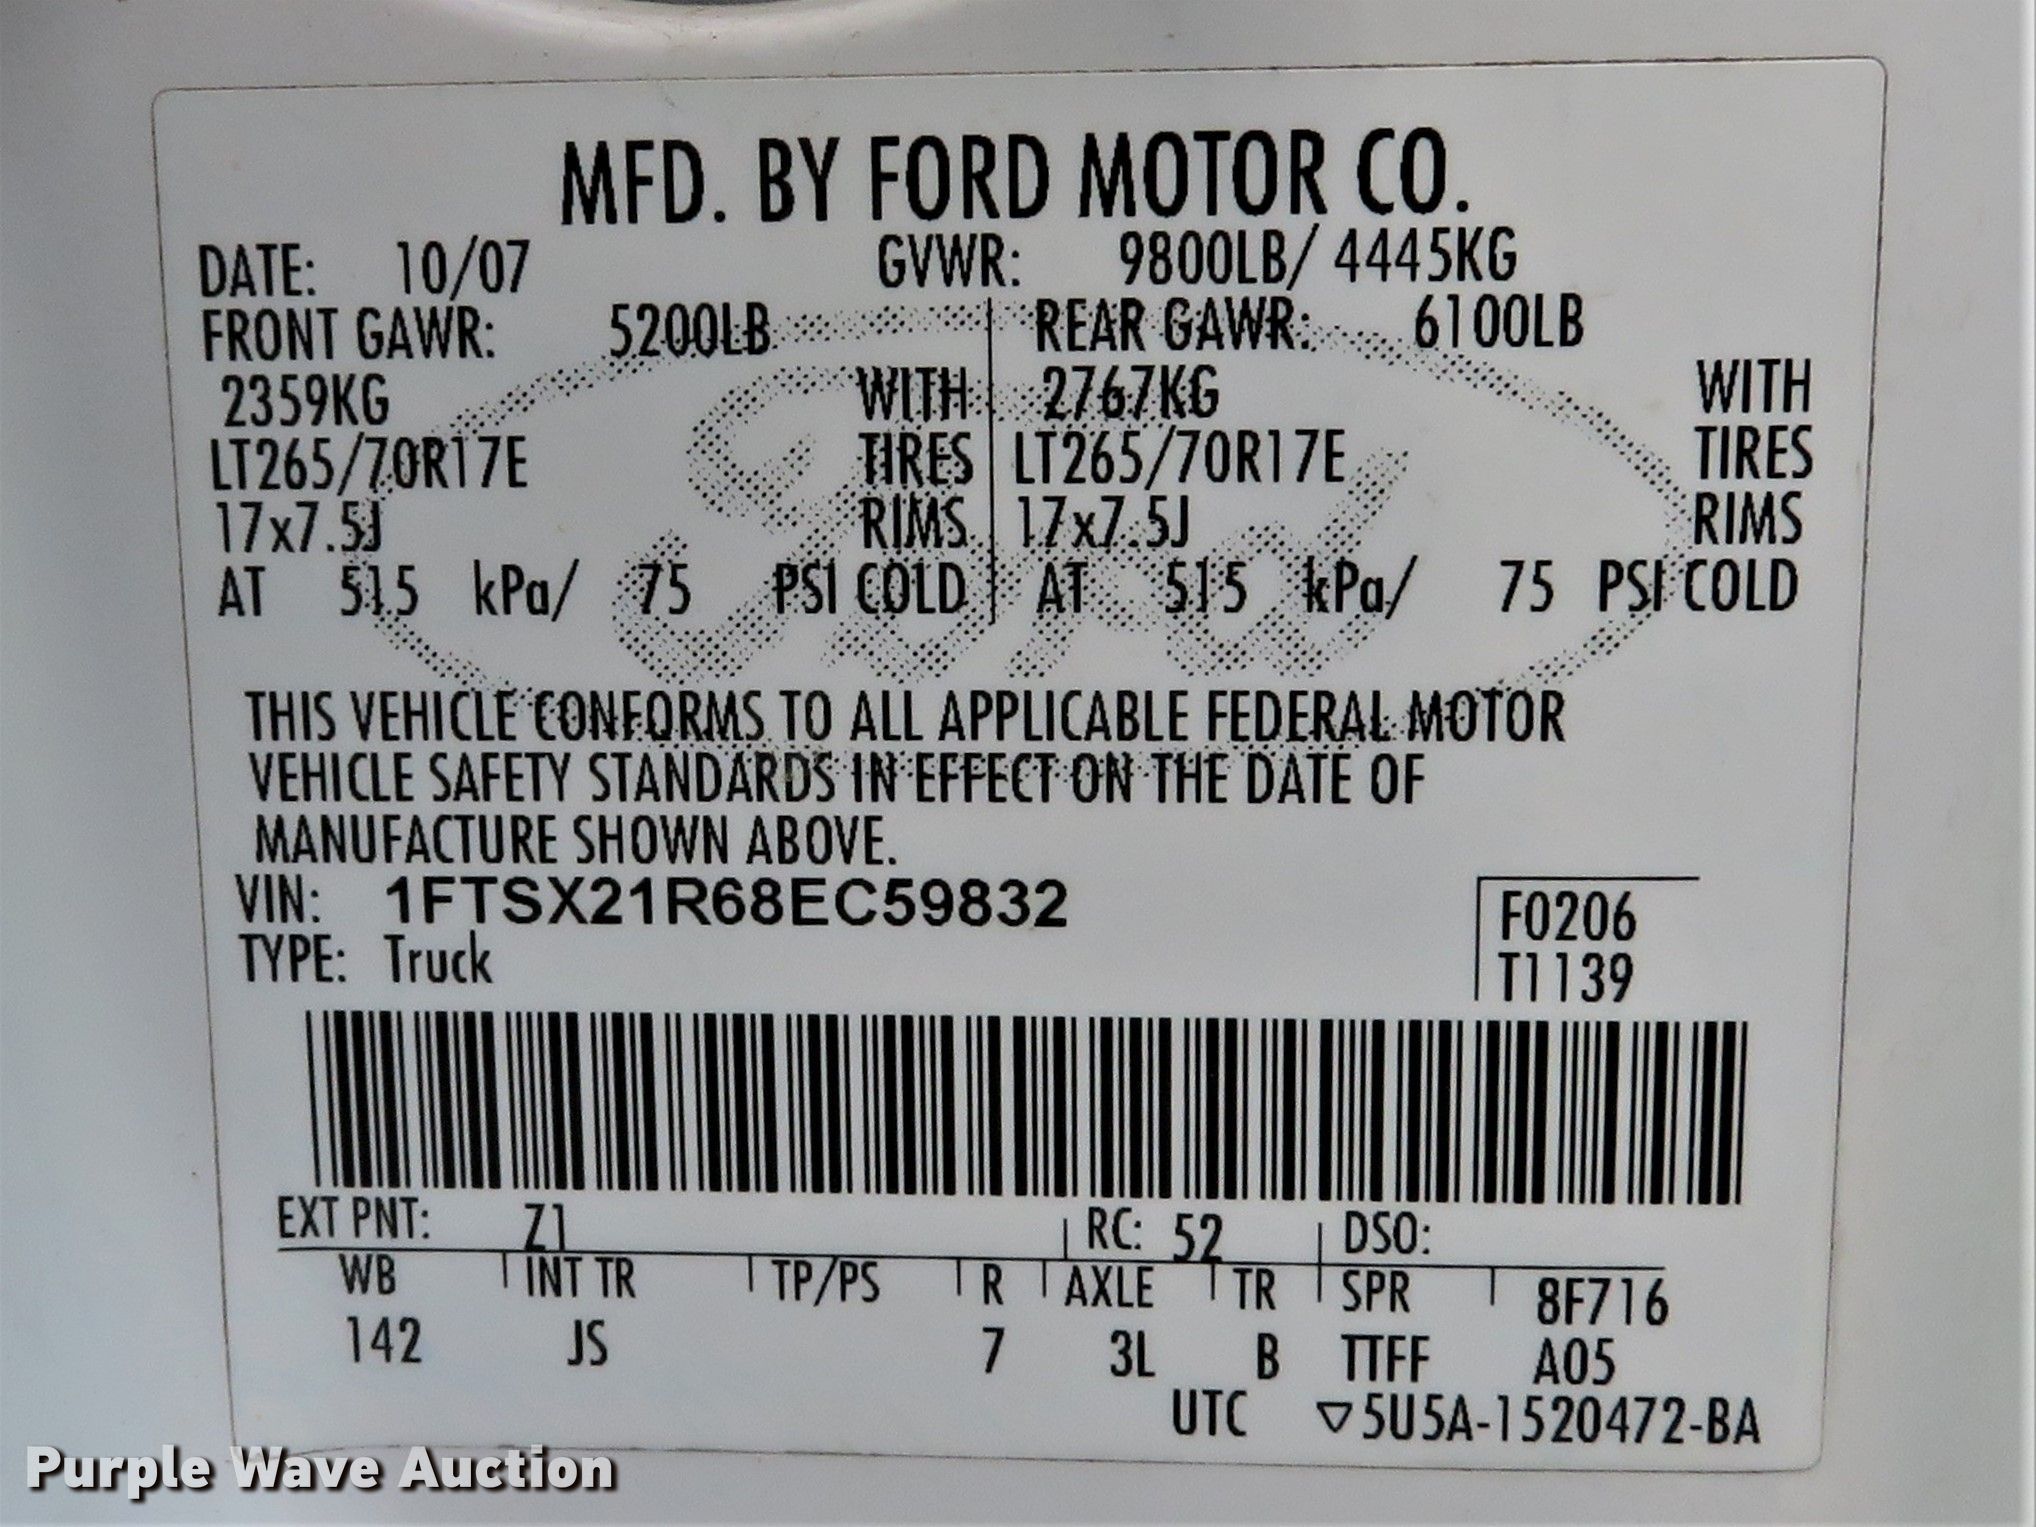 MFD. BY FORD MOTOR CO.
DATE: 10/07 GVWR: 9800LB/ 4445KG
FRONT GAWR: 5200LB REAR GAWR: 6100LB
2359KG WITH 2767KG WITH
LT265/70R17E TIRES LT265/70R17E TIRES
17x7.5J RIMS 17x7.5J RIMS
AT 515 kPa/ 75 PSI COLD AT 515 kPa/ 75 PSI COLD
Ford
THIS VEHICLE CONFORMS TO ALL APPLICABLE FEDERAL MOTOR
VEHICLE SAFETY STANDARDS IN EFFECT ON THE DATE OF
MANUFACTURE SHOWN ABOVE.
VIN: 1FTSX21R68EC59832 F0206
TYPE: Truck T1139
EXT PNT: Z1 RC: 52 DSO:
WB INT TR TP/PS R AXLE TR SPR 8F716
142 JS 7 3L B TTFF A05
UTC ▽5U5A-1520472-BA
Purple Wave Auction